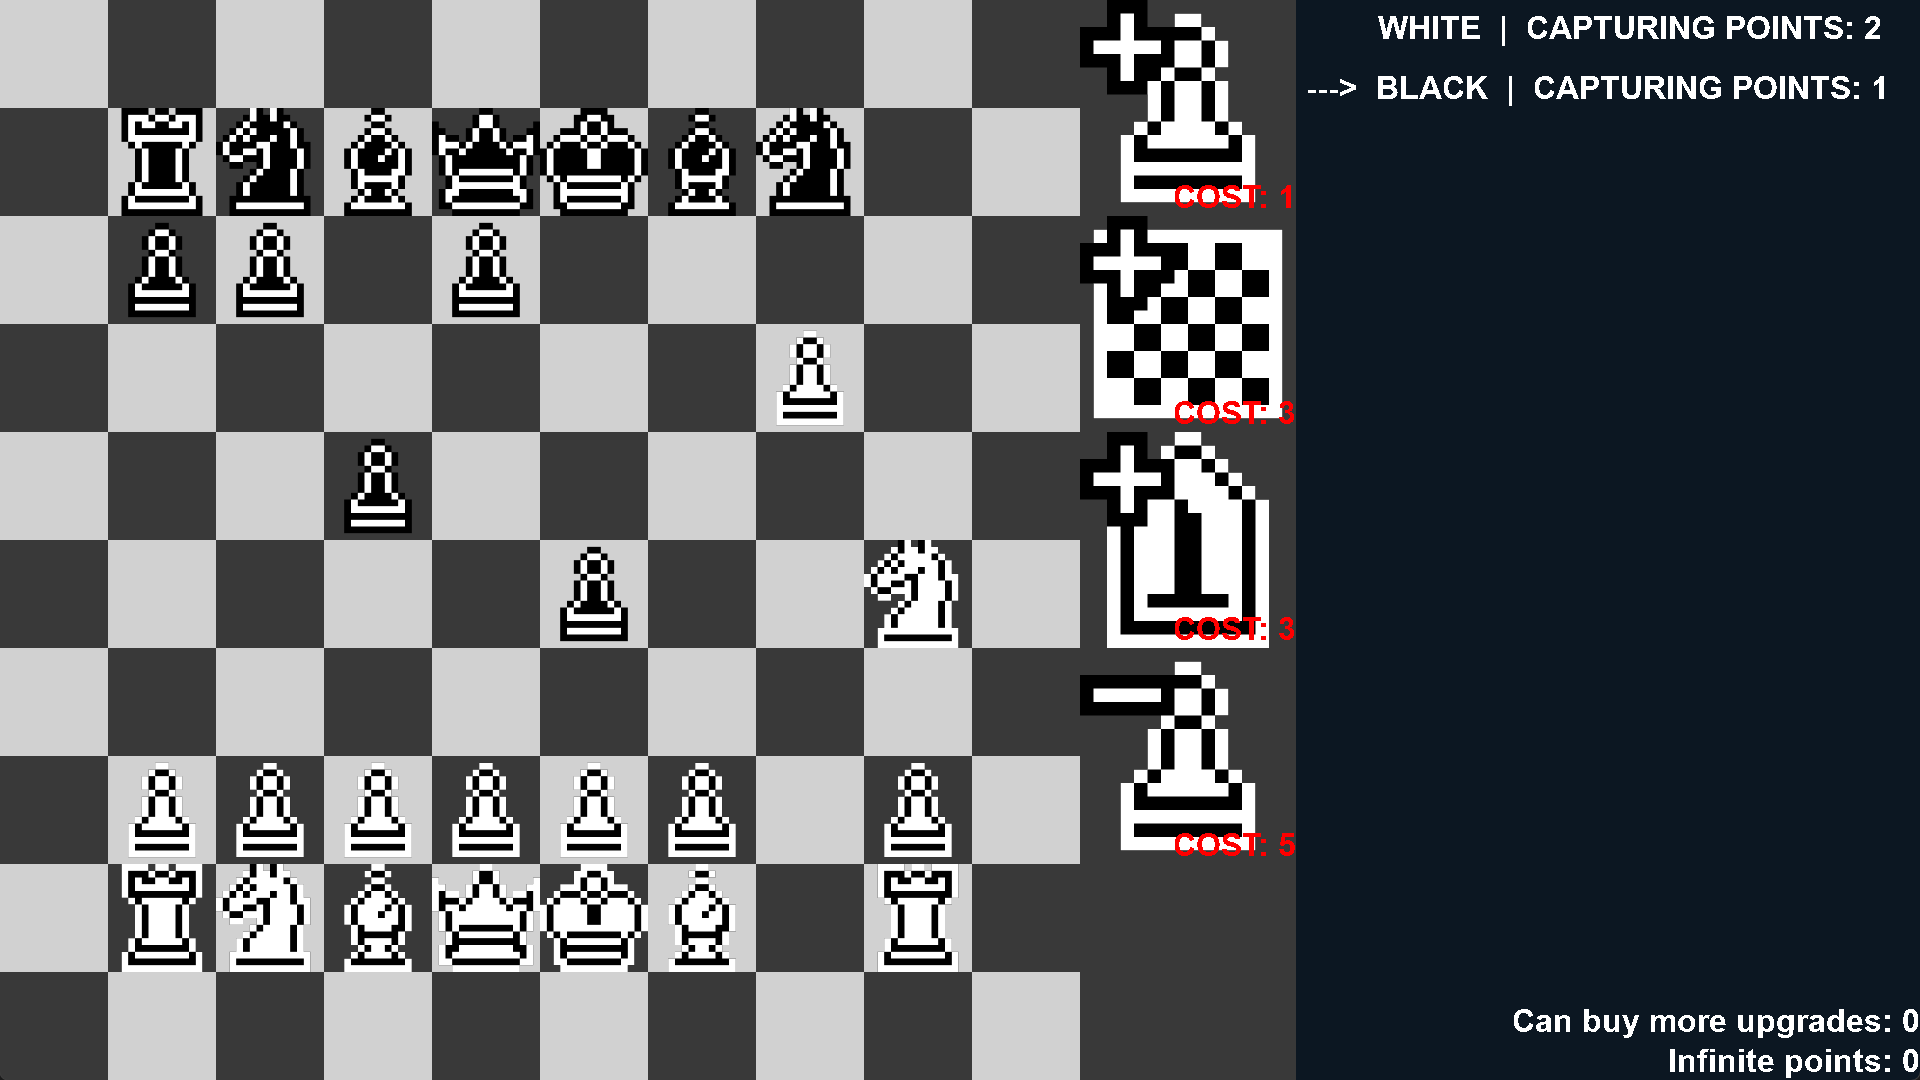 WHITE | CAPTURING POINTS: 2
---> BLACK | CAPTURING POINTS: 1
COST: 1
COST: 3
COST: 3
COST: 5
Can buy more upgrades: 0
Infinite points: 0